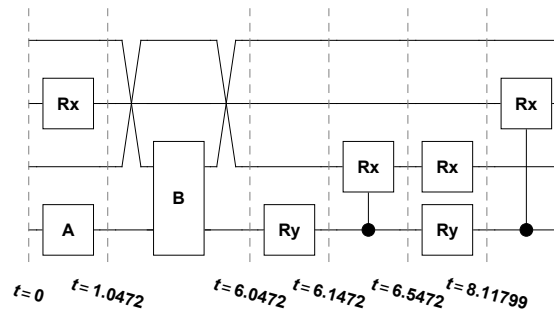 Rx
Rx
Rx
Rx
B
A
Ry
Ry
t=0
t=1.0472
t=6.0472
t=6.1472
t=6.5472
t=8.11799